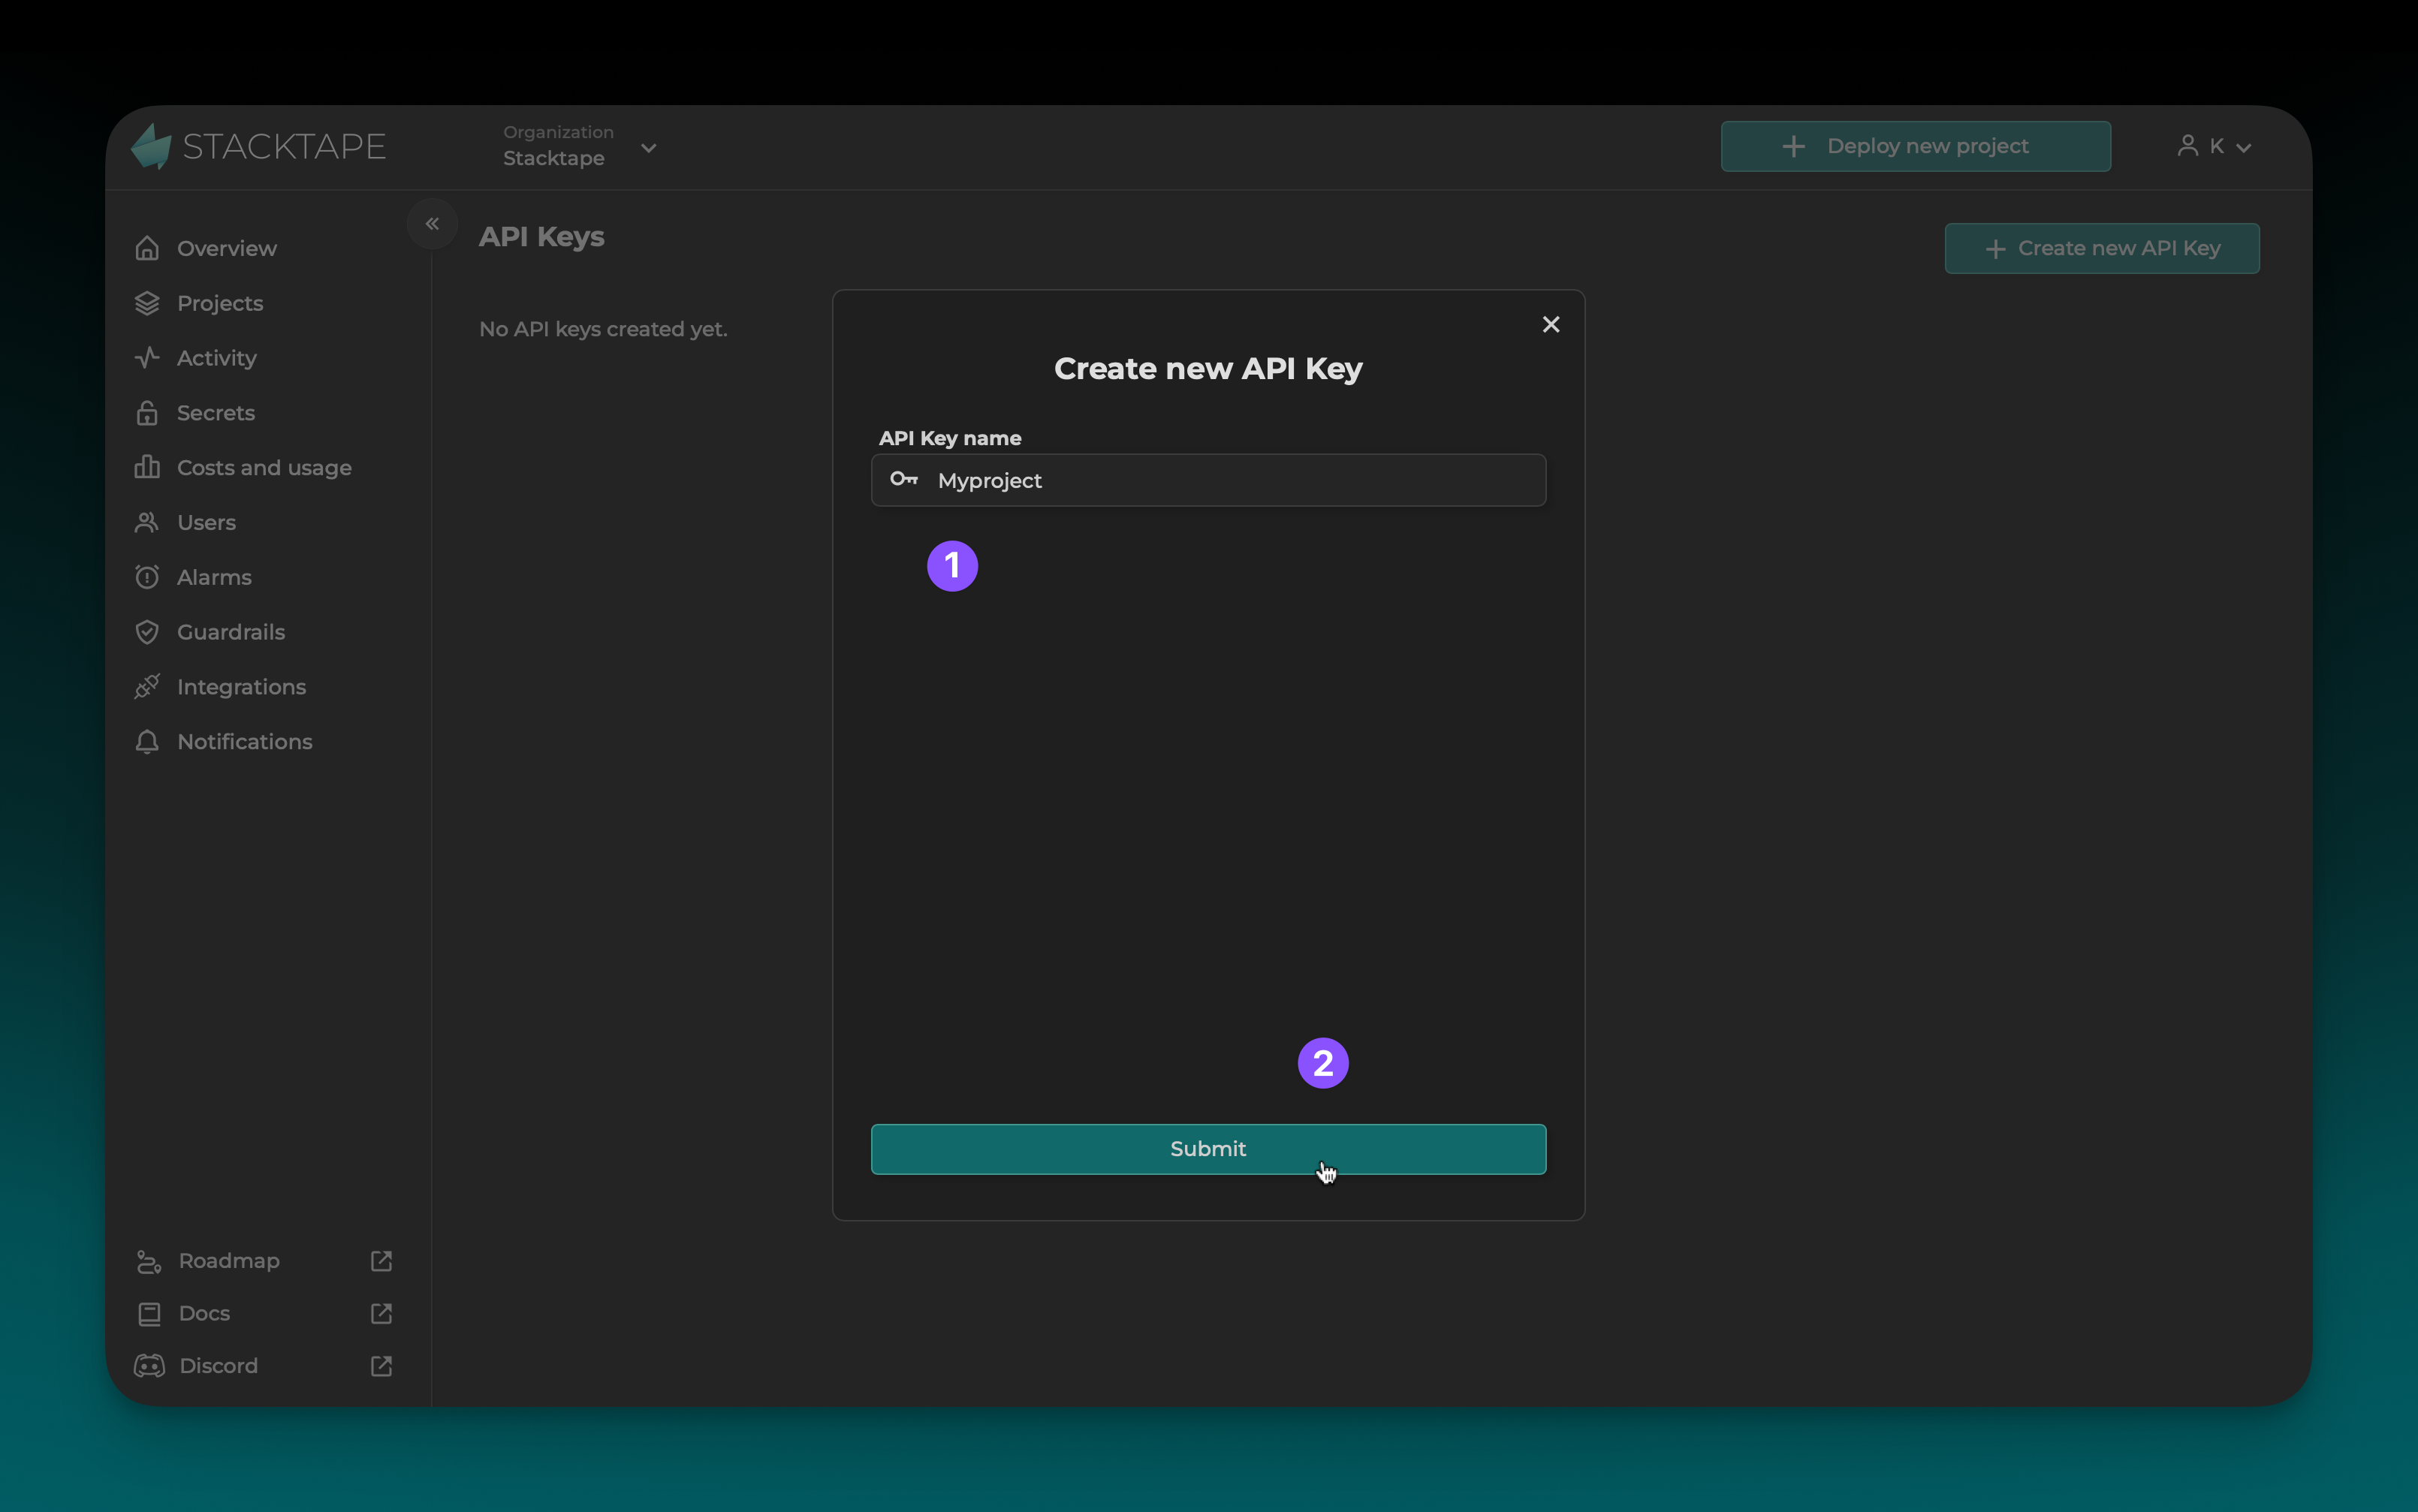 STACKTAPE
Organization
Stacktape
Deploy new project
K
Overview
Projects
Activity
Secrets
Costs and usage
Users
Alarms
Guardrails
Integrations
Notifications
Roadmap
Docs
Discord
API Keys
Create new API Key
No API keys created yet.
Create new API Key
API Key name
Myproject
1
2
Submit